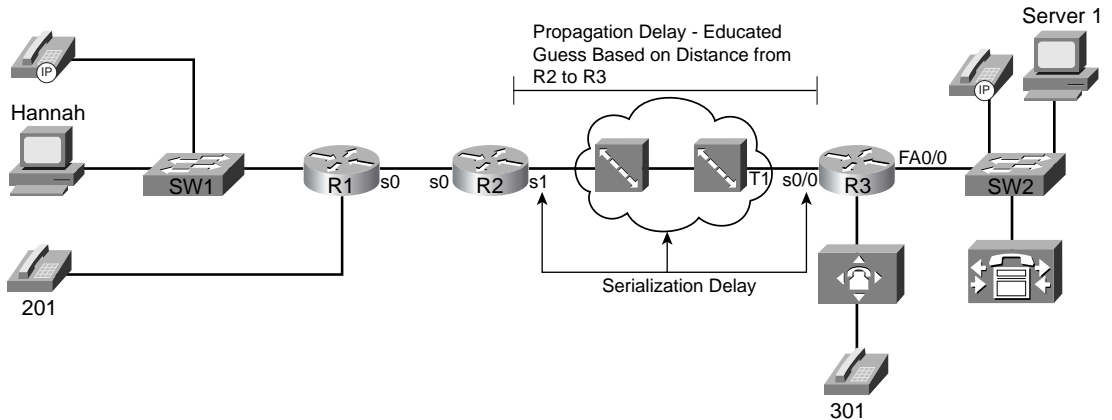 Server 1
Propagation Delay - Educated
Guess Based on Distance from
R2 to R3
IP
IP
Hannah
FA0/0
SW1
R1
s0
s0
R2
s1
T1
s0/0
R3
SW2
Serialization Delay
201
301